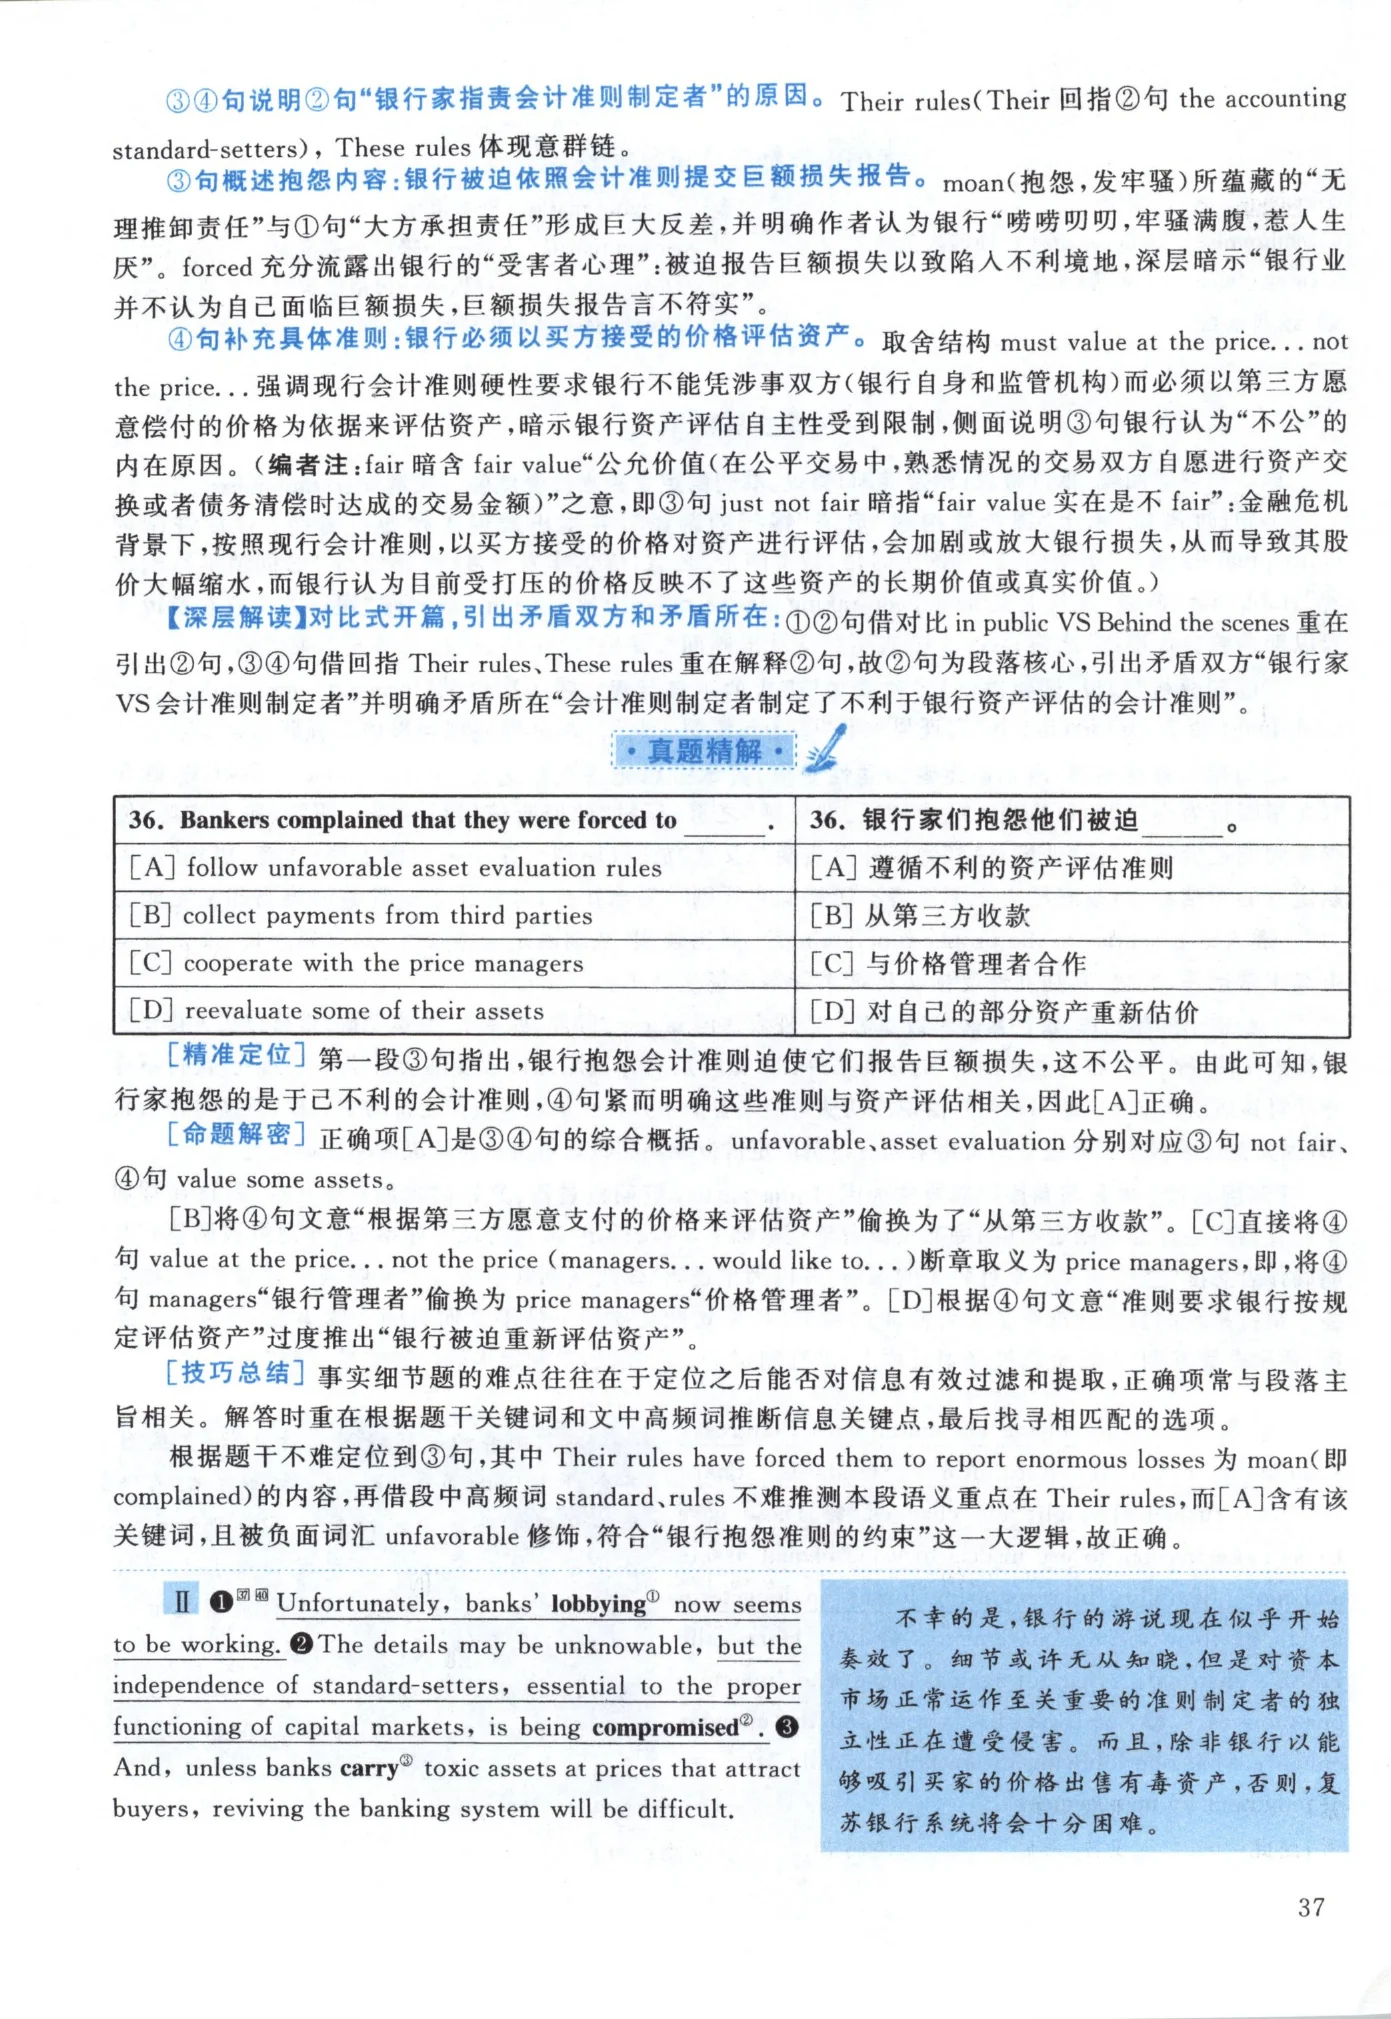 ③④句说明②句“银行家指责会计准则制定者”的原因。Their rules(Their 回指②句 the accounting
standard-setters)，These rules 体现意群链。
③句概述抱怨内容:银行被迫依照会计准则提交巨额损失报告。moan(抱怨,发牢骚)所蕴藏的“无
理推卸责任”与①句“大方承担责任”形成巨大反差,并明确作者认为银行“唠唠叨叨,牢骚满腹,惹人生
厌”。forced 充分流露出银行的“受害者心理”:被迫报告巨额损失以致陷入不利境地,深层暗示“银行业
并不认为自己面临巨额损失,巨额损失报告言不符实”。
④句补充具体准则:银行必须以买方接受的价格评估资产。取舍结构 must value at the price... not
the price... 强调现行会计准则硬性要求银行不能凭涉事双方(银行自身和监管机构)而必须以第三方愿
意偿付的价格为依据来评估资产,暗示银行资产评估自主性受到限制,侧面说明③句银行认为“不公”的
内在原因。(编者注:fair 暗含 fair value“公允价值(在公平交易中,熟悉情况的交易双方自愿进行资产交
换或者债务清偿时达成的交易金额)”之意,即③句 just not fair 暗指“fair value 实在是不 fair”:金融危机
背景下,按照现行会计准则,以买方接受的价格对资产进行评估,会加剧或放大银行损失,从而导致其股
价大幅缩水,而银行认为目前受打压的价格反映不了这些资产的长期价值或真实价值。)
【深层解读】对比式开篇,引出矛盾双方和矛盾所在:①②句借对比 in public VS Behind the scenes 重在
引出②句,③④句借回指 Their rules、These rules 重在解释②句,故②句为段落核心,引出矛盾双方“银行家
VS 会计准则制定者”并明确矛盾所在“会计准则制定者制定了不利于银行资产评估的会计准则”。
·真题精解·
36. Bankers complained that they were forced to ______. 36. 银行家们抱怨他们被迫______。
[A] follow unfavorable asset evaluation rules [A] 遵循不利的资产评估准则
[B] collect payments from third parties [B] 从第三方收款
[C] cooperate with the price managers [C] 与价格管理者合作
[D] reevaluate some of their assets [D] 对自己的部分资产重新估价
[精准定位] 第一段③句指出,银行抱怨会计准则迫使它们报告巨额损失,这不公平。由此可知,银
行家抱怨的是于己不利的会计准则,④句紧而明确这些准则与资产评估相关,因此[A]正确。
[命题解密] 正确项[A]是③④句的综合概括。unfavorable、asset evaluation 分别对应③句 not fair、
④句 value some assets。
[B]将④句文意“根据第三方愿意支付的价格来评估资产”偷换为了“从第三方收款”。[C]直接将④
句 value at the price... not the price (managers... would like to...)断章取义为 price managers,即,将④
句 managers“银行管理者”偷换为 price managers“价格管理者”。[D]根据④句文意“准则要求银行按规
定评估资产”过度推出“银行被迫重新评估资产”。
[技巧总结] 事实细节题的难点往往在于定位之后能否对信息有效过滤和提取,正确项常与段落主
旨相关。解答时重在根据题干关键词和文中高频词推断信息关键点,最后找寻相匹配的选项。
根据题干不难定位到③句,其中 Their rules have forced them to report enormous losses 为 moan(即
complained)的内容,再借段中高频词 standard、rules 不难推测本段语义重点在 Their rules,而[A]含有该
关键词,且被负面词汇 unfavorable 修饰,符合“银行抱怨准则的约束”这一大逻辑,故正确。
Ⅱ ❶37 40 Unfortunately, banks' lobbying① now seems
to be working. ❷The details may be unknowable, but the
independence of standard-setters, essential to the proper
functioning of capital markets, is being compromised②. ❸
And, unless banks carry③ toxic assets at prices that attract
buyers, reviving the banking system will be difficult.
不幸的是,银行的游说现在似乎开始
奏效了。细节或许无从知晓,但是对资本
市场正常运作至关重要的准则制定者的独
立性正在遭受侵害。而且,除非银行以能
够吸引买家的价格出售有毒资产,否则,复
苏银行系统将会十分困难。
37